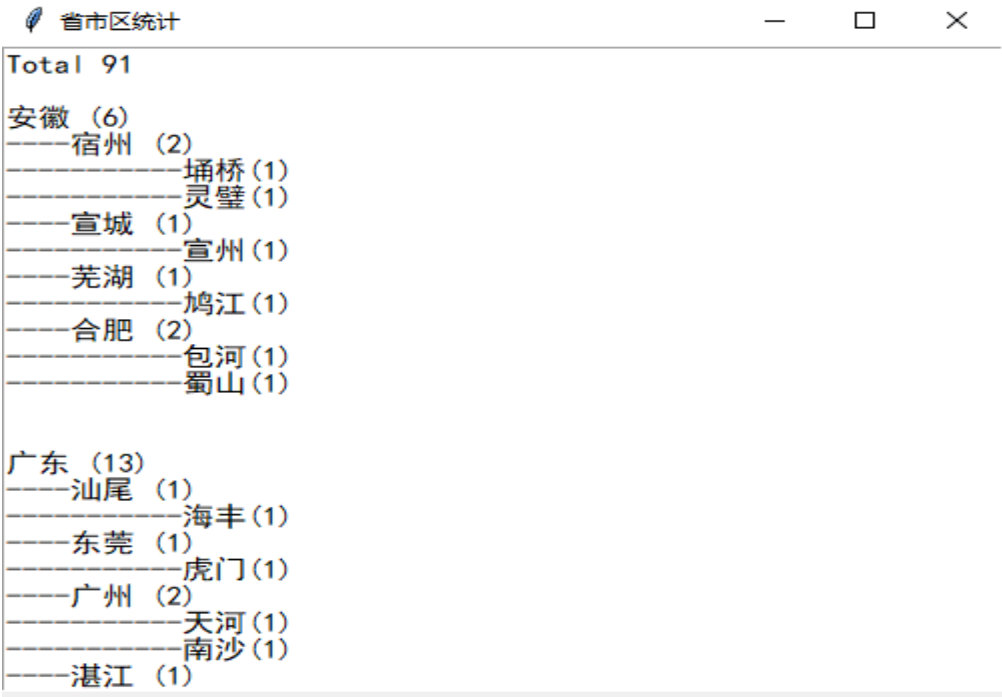 省市区统计
Total 91
安徽 (6)
----宿州 (2)
-----------埇桥(1)
-----------灵璧(1)
----宣城 (1)
-----------宣州(1)
----芜湖 (1)
-----------鸠江(1)
----合肥 (2)
-----------包河(1)
-----------蜀山(1)
广东 (13)
----汕尾 (1)
-----------海丰(1)
----东莞 (1)
-----------虎门(1)
----广州 (2)
-----------天河(1)
-----------南沙(1)
----湛江 (1)